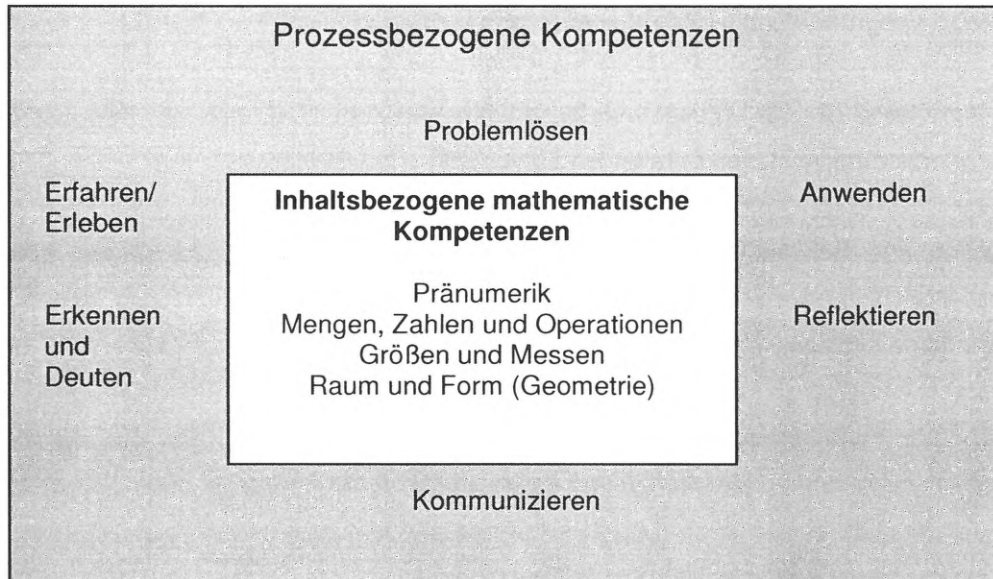 Prozessbezogene Kompetenzen
Problemlösen
Erfahren/
Erleben
Erkennen
und
Deuten
Inhaltsbezogene mathematische
Kompetenzen
Pränumerik
Mengen, Zahlen und Operationen
Größen und Messen
Raum und Form (Geometrie)
Anwenden
Reflektieren
Kommunizieren